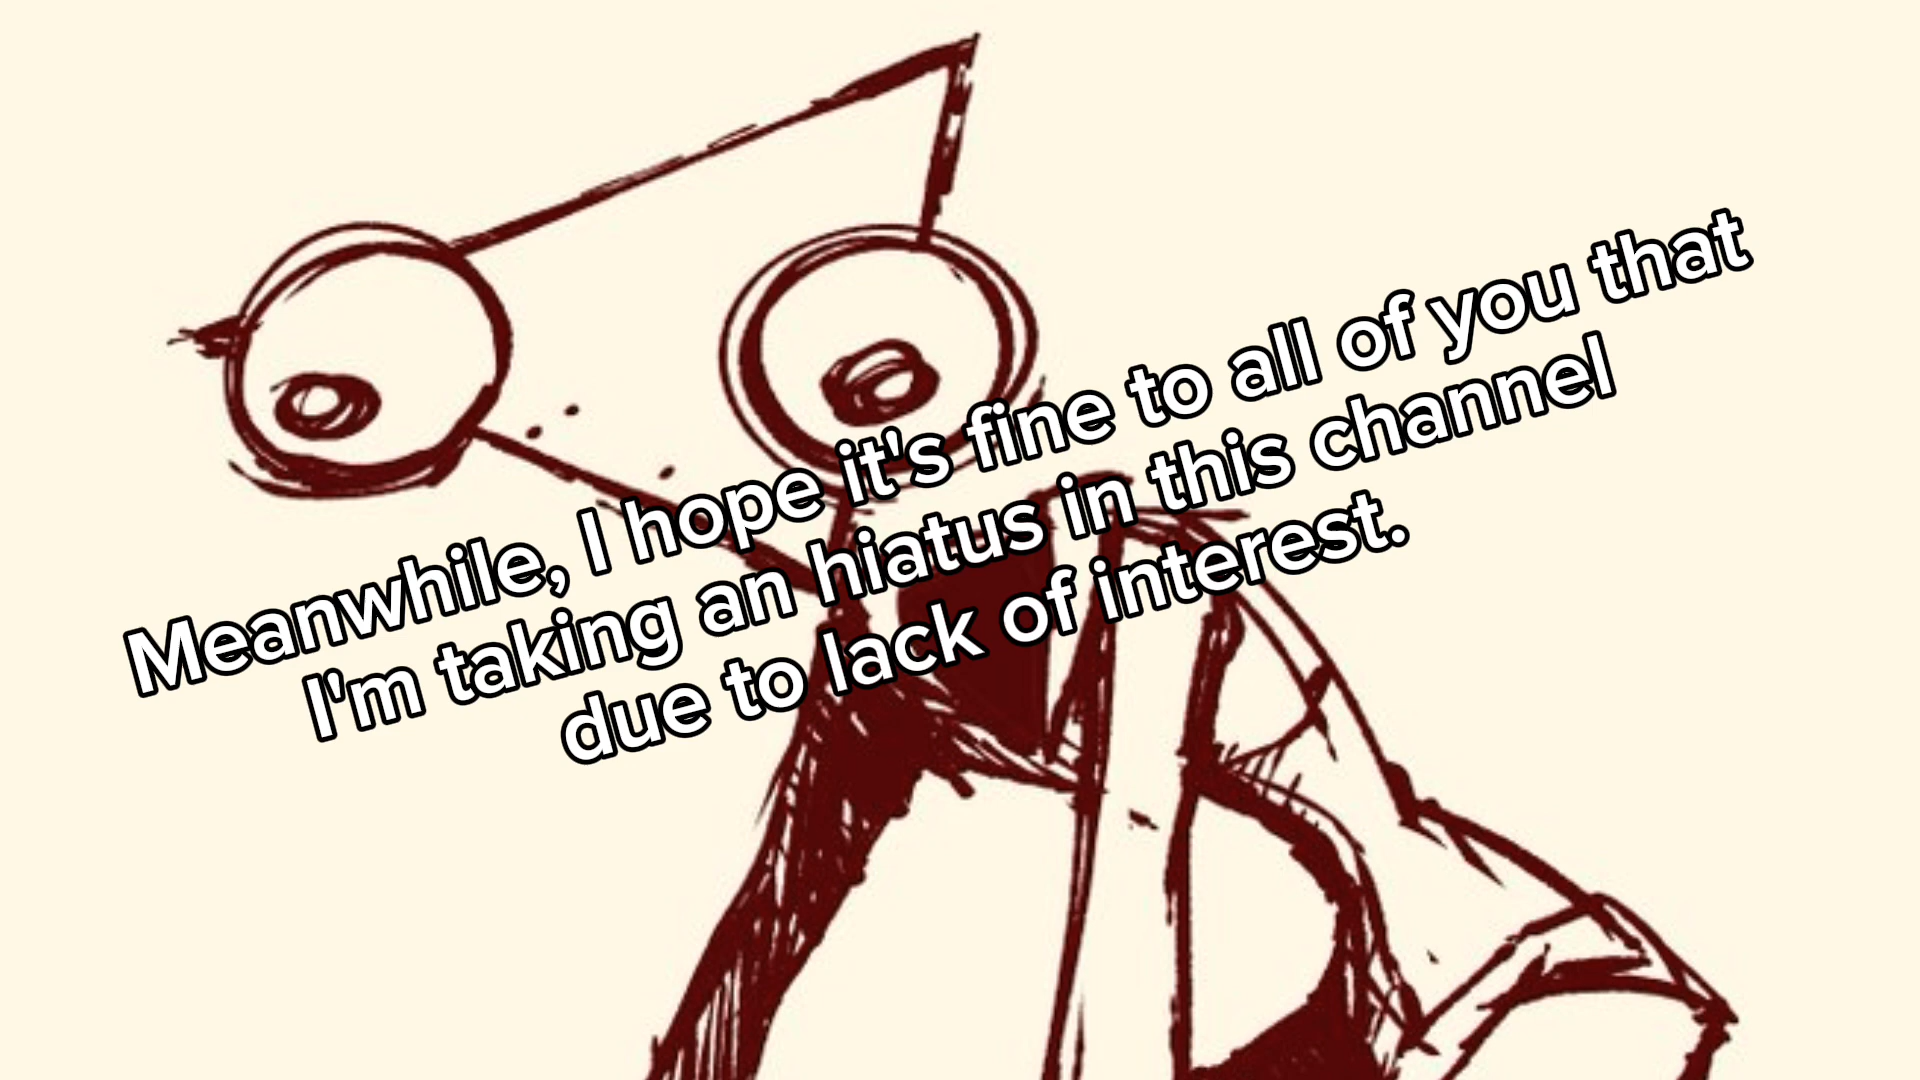 Meanwhile, I hope it's fine to all of you that
I'm taking an hiatus in this channel
due to lack of interest.